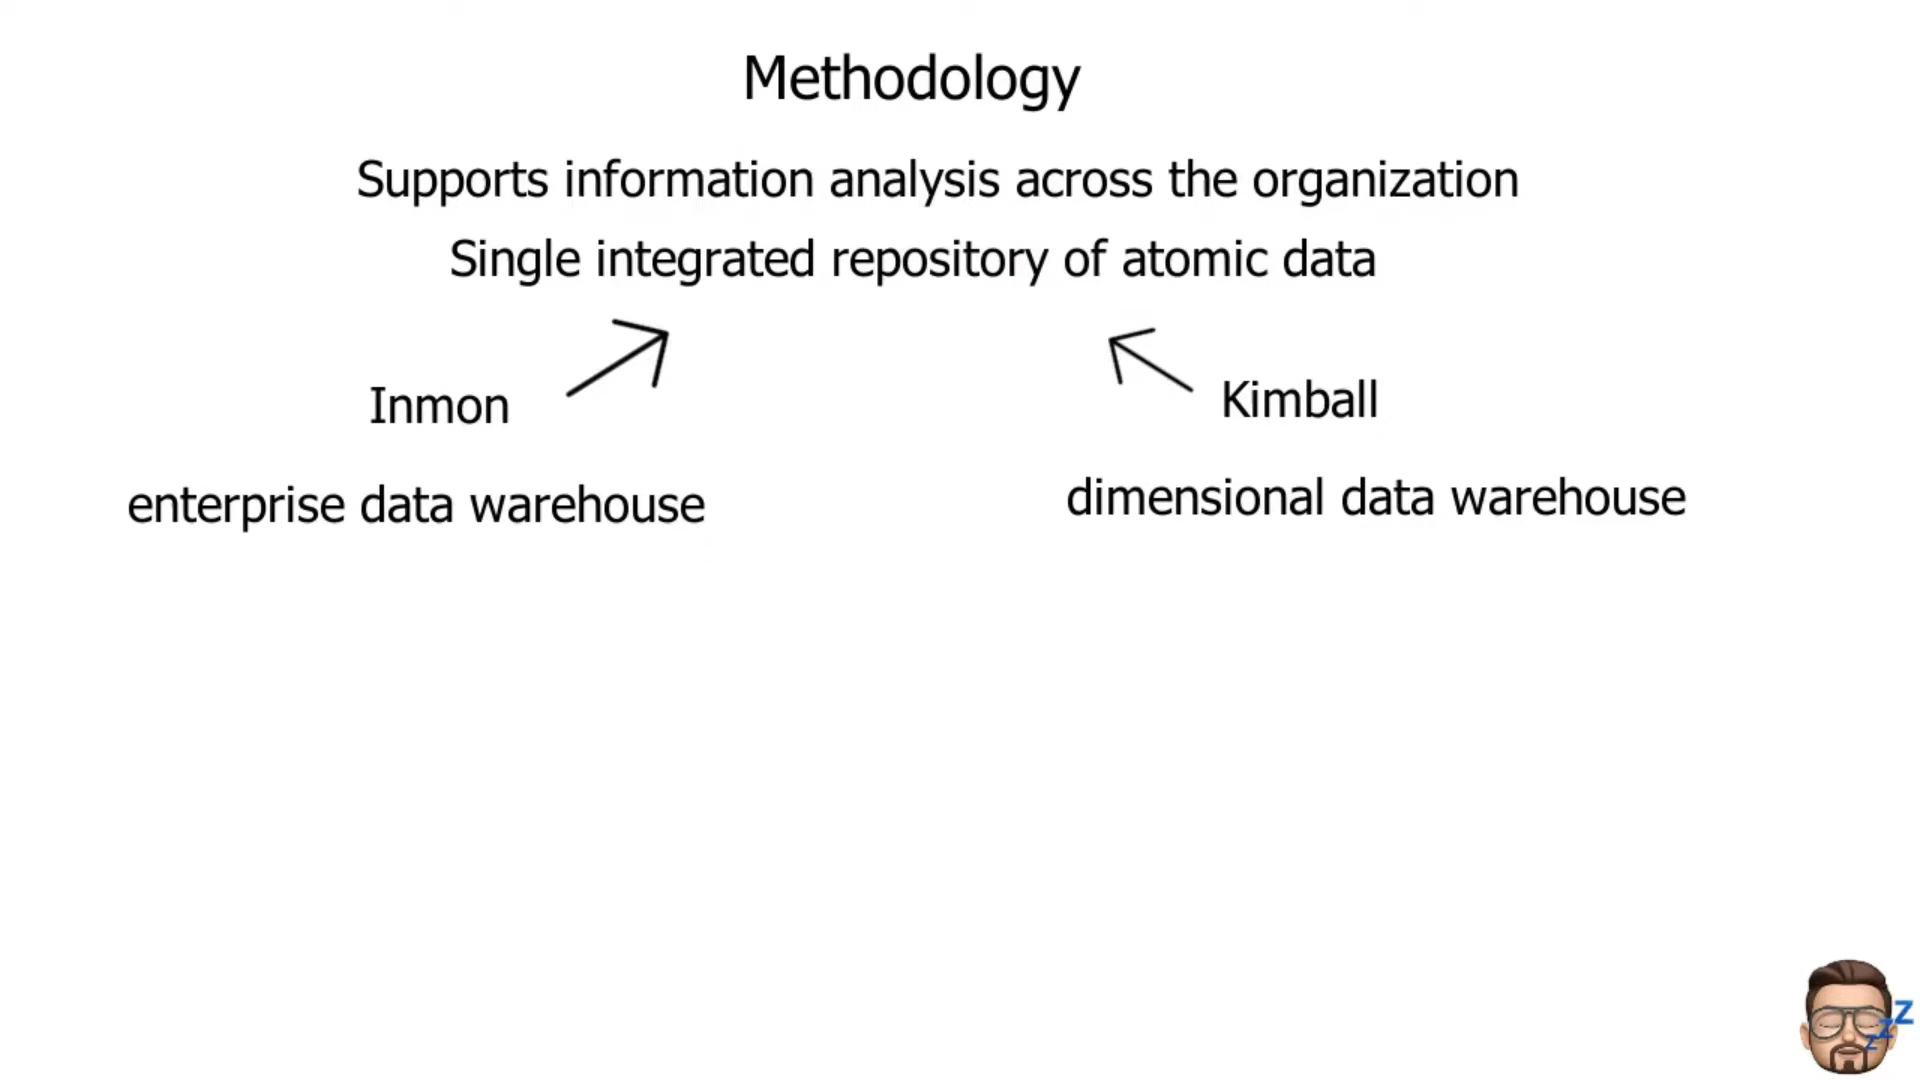 Methodology
Supports information analysis across the organization
Single integrated repository of atomic data
Inmon
Kimball
enterprise data warehouse
dimensional data warehouse
z z Z